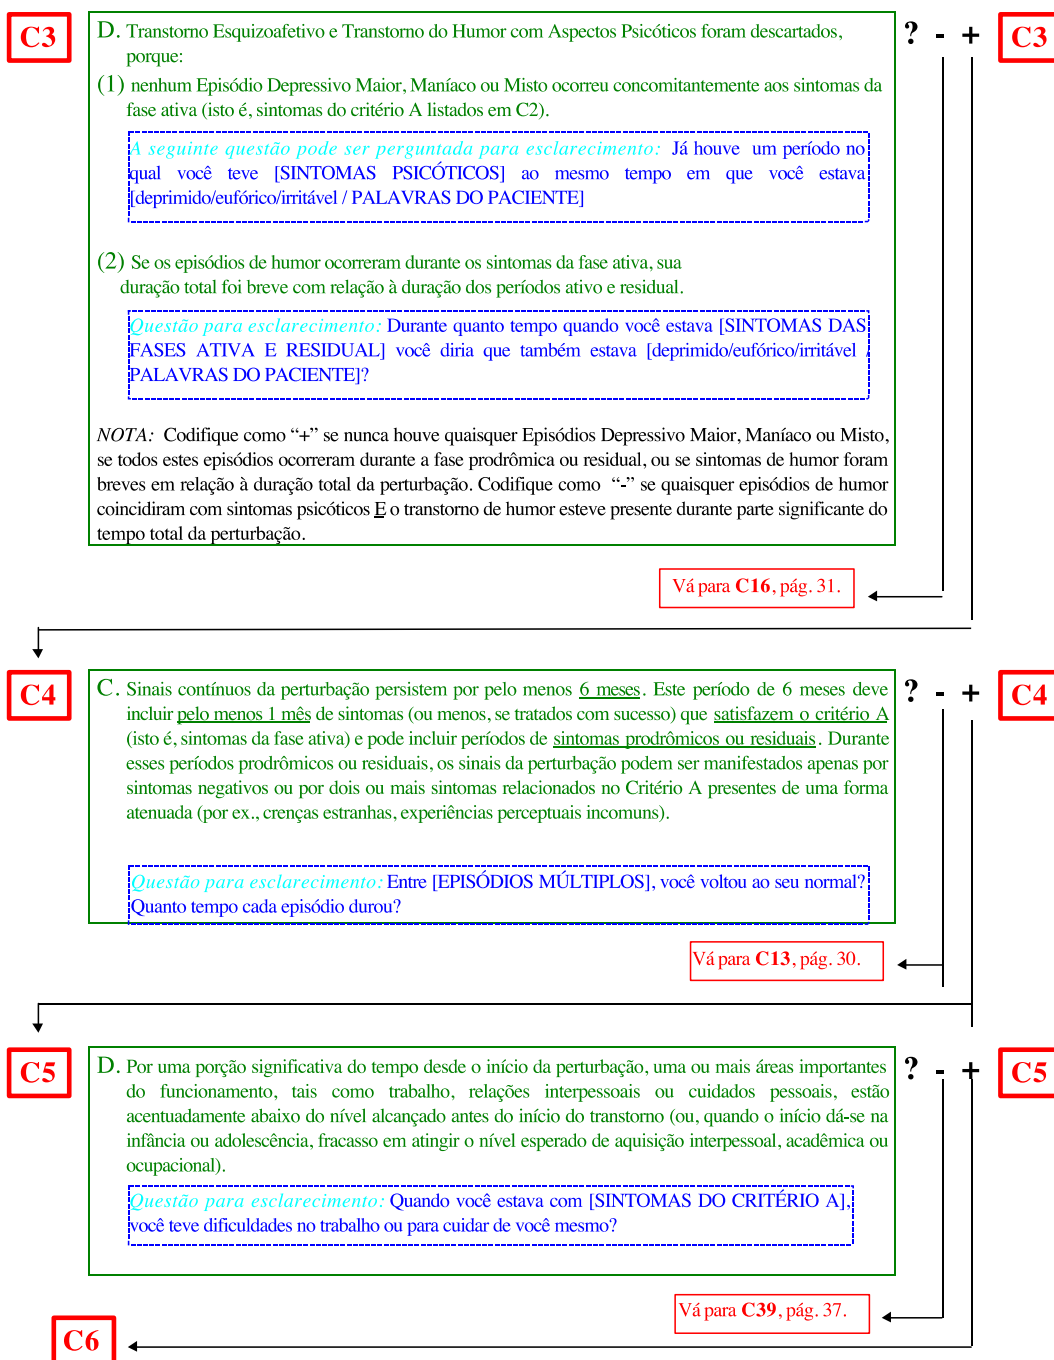 C3
D. Transtorno Esquizoafetivo e Transtorno do Humor com Aspectos Psicóticos foram descartados,
porque:
? - +
C3
(1) nenhum Episódio Depressivo Maior, Maníaco ou Misto ocorreu concomitantemente aos sintomas da
fase ativa (isto é, sintomas do critério A listados em C2).
A seguinte questão pode ser perguntada para esclarecimento: Já houve um período no
qual você teve [SINTOMAS PSICÓTICOS] ao mesmo tempo em que você estava
[deprimido/eufórico/irritável / PALAVRAS DO PACIENTE]
(2) Se os episódios de humor ocorreram durante os sintomas da fase ativa, sua
duração total foi breve com relação à duração dos períodos ativo e residual.
Questão para esclarecimento: Durante quanto tempo quando você estava [SINTOMAS DAS
FASES ATIVA E RESIDUAL] você diria que também estava [deprimido/eufórico/irritável /
PALAVRAS DO PACIENTE]?
NOTA: Codifique como “+” se nunca houve quaisquer Episódios Depressivo Maior, Maníaco ou Misto,
se todos estes episódios ocorreram durante a fase prodrômica ou residual, ou se sintomas de humor foram
breves em relação à duração total da perturbação. Codifique como “-” se quaisquer episódios de humor
coincidiram com sintomas psicóticos E o transtorno de humor esteve presente durante parte significante do
tempo total da perturbação.
Vá para C16, pág. 31.
C4
C. Sinais contínuos da perturbação persistem por pelo menos 6 meses. Este período de 6 meses deve
incluir pelo menos 1 mês de sintomas (ou menos, se tratados com sucesso) que satisfazem o critério A
(isto é, sintomas da fase ativa) e pode incluir períodos de sintomas prodrômicos ou residuais. Durante
esses períodos prodrômicos ou residuais, os sinais da perturbação podem ser manifestados apenas por
sintomas negativos ou por dois ou mais sintomas relacionados no Critério A presentes de uma forma
atenuada (por ex., crenças estranhas, experiências perceptuais incomuns).
? - +
C4
Questão para esclarecimento: Entre [EPISÓDIOS MÚLTIPLOS], você voltou ao seu normal?
Quanto tempo cada episódio durou?
Vá para C13, pág. 30.
C5
D. Por uma porção significativa do tempo desde o início da perturbação, uma ou mais áreas importantes
do funcionamento, tais como trabalho, relações interpessoais ou cuidados pessoais, estão
acentuadamente abaixo do nível alcançado antes do início do transtorno (ou, quando o início dá-se na
infância ou adolescência, fracasso em atingir o nível esperado de aquisição interpessoal, acadêmica ou
ocupacional).
? - +
C5
Questão para esclarecimento: Quando você estava com [SINTOMAS DO CRITÉRIO A],
você teve dificuldades no trabalho ou para cuidar de você mesmo?
Vá para C39, pág. 37.
C6